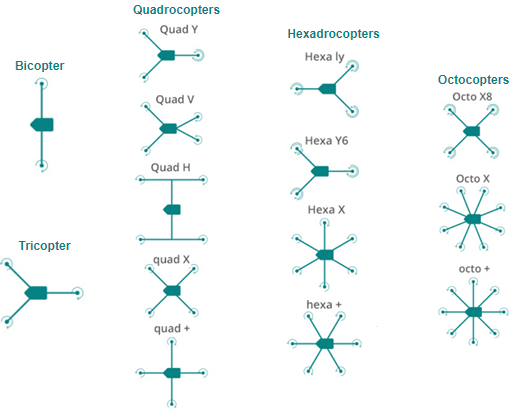 Bicopter
Tricopter
Quadrocopters
Quad Y
Quad V
Quad H
quad X
quad +
Hexadrocopters
Hexa ly
Hexa Y6
Hexa X
hexa +
Octocopters
Octo X8
Octo X
octo +